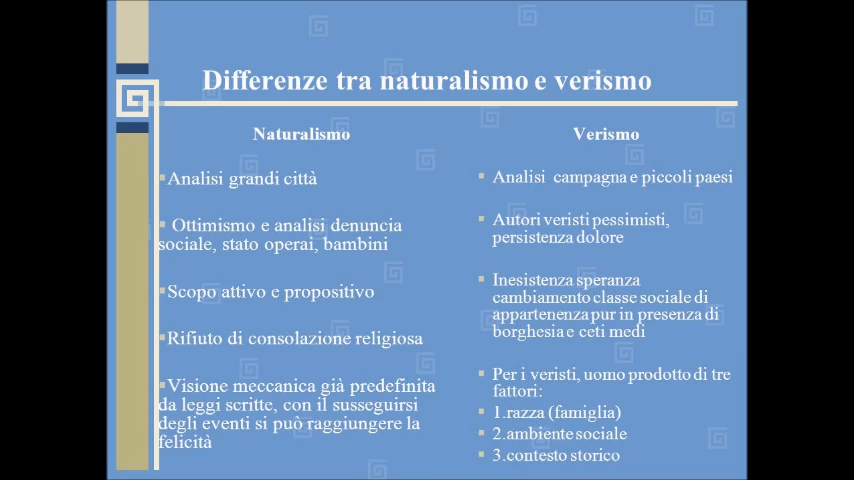 Differenze tra naturalismo e verismo
Naturalismo
Analisi grandi città
Ottimismo e analisi denuncia
sociale, stato operai, bambini
Scopo attivo e propositivo
Rifiuto di consolazione religiosa
Visione meccanica già predefinita
da leggi scritte, con il susseguirsi
degli eventi si può raggiungere la
felicità
Verismo
Analisi campagna e piccoli paesi
Autori veristi pessimisti,
persistenza dolore
Inesistenza speranza
cambiamento classe sociale di
appartenenza pur in presenza di
borghesia e ceti medi
Per i veristi, uomo prodotto di tre
fattori:
1.razza (famiglia)
2.ambiente sociale
3.contesto storico